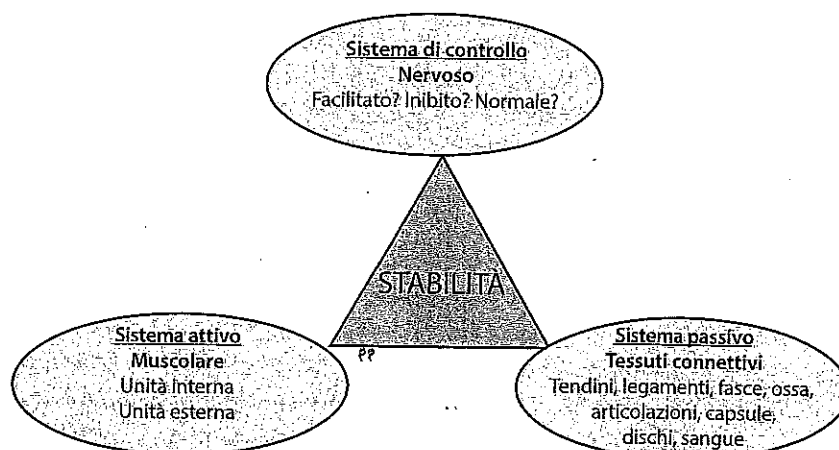 Sistema di controllo
Nervoso
Facilitato? Inibito? Normale?
STABILITÀ
Sistema attivo
Muscolare
Unità interna
Unità esterna
Sistema passivo
Tessuti connettivi
Tendini, legamenti, fasce, ossa,
articolazioni, capsule,
dischi, sangue